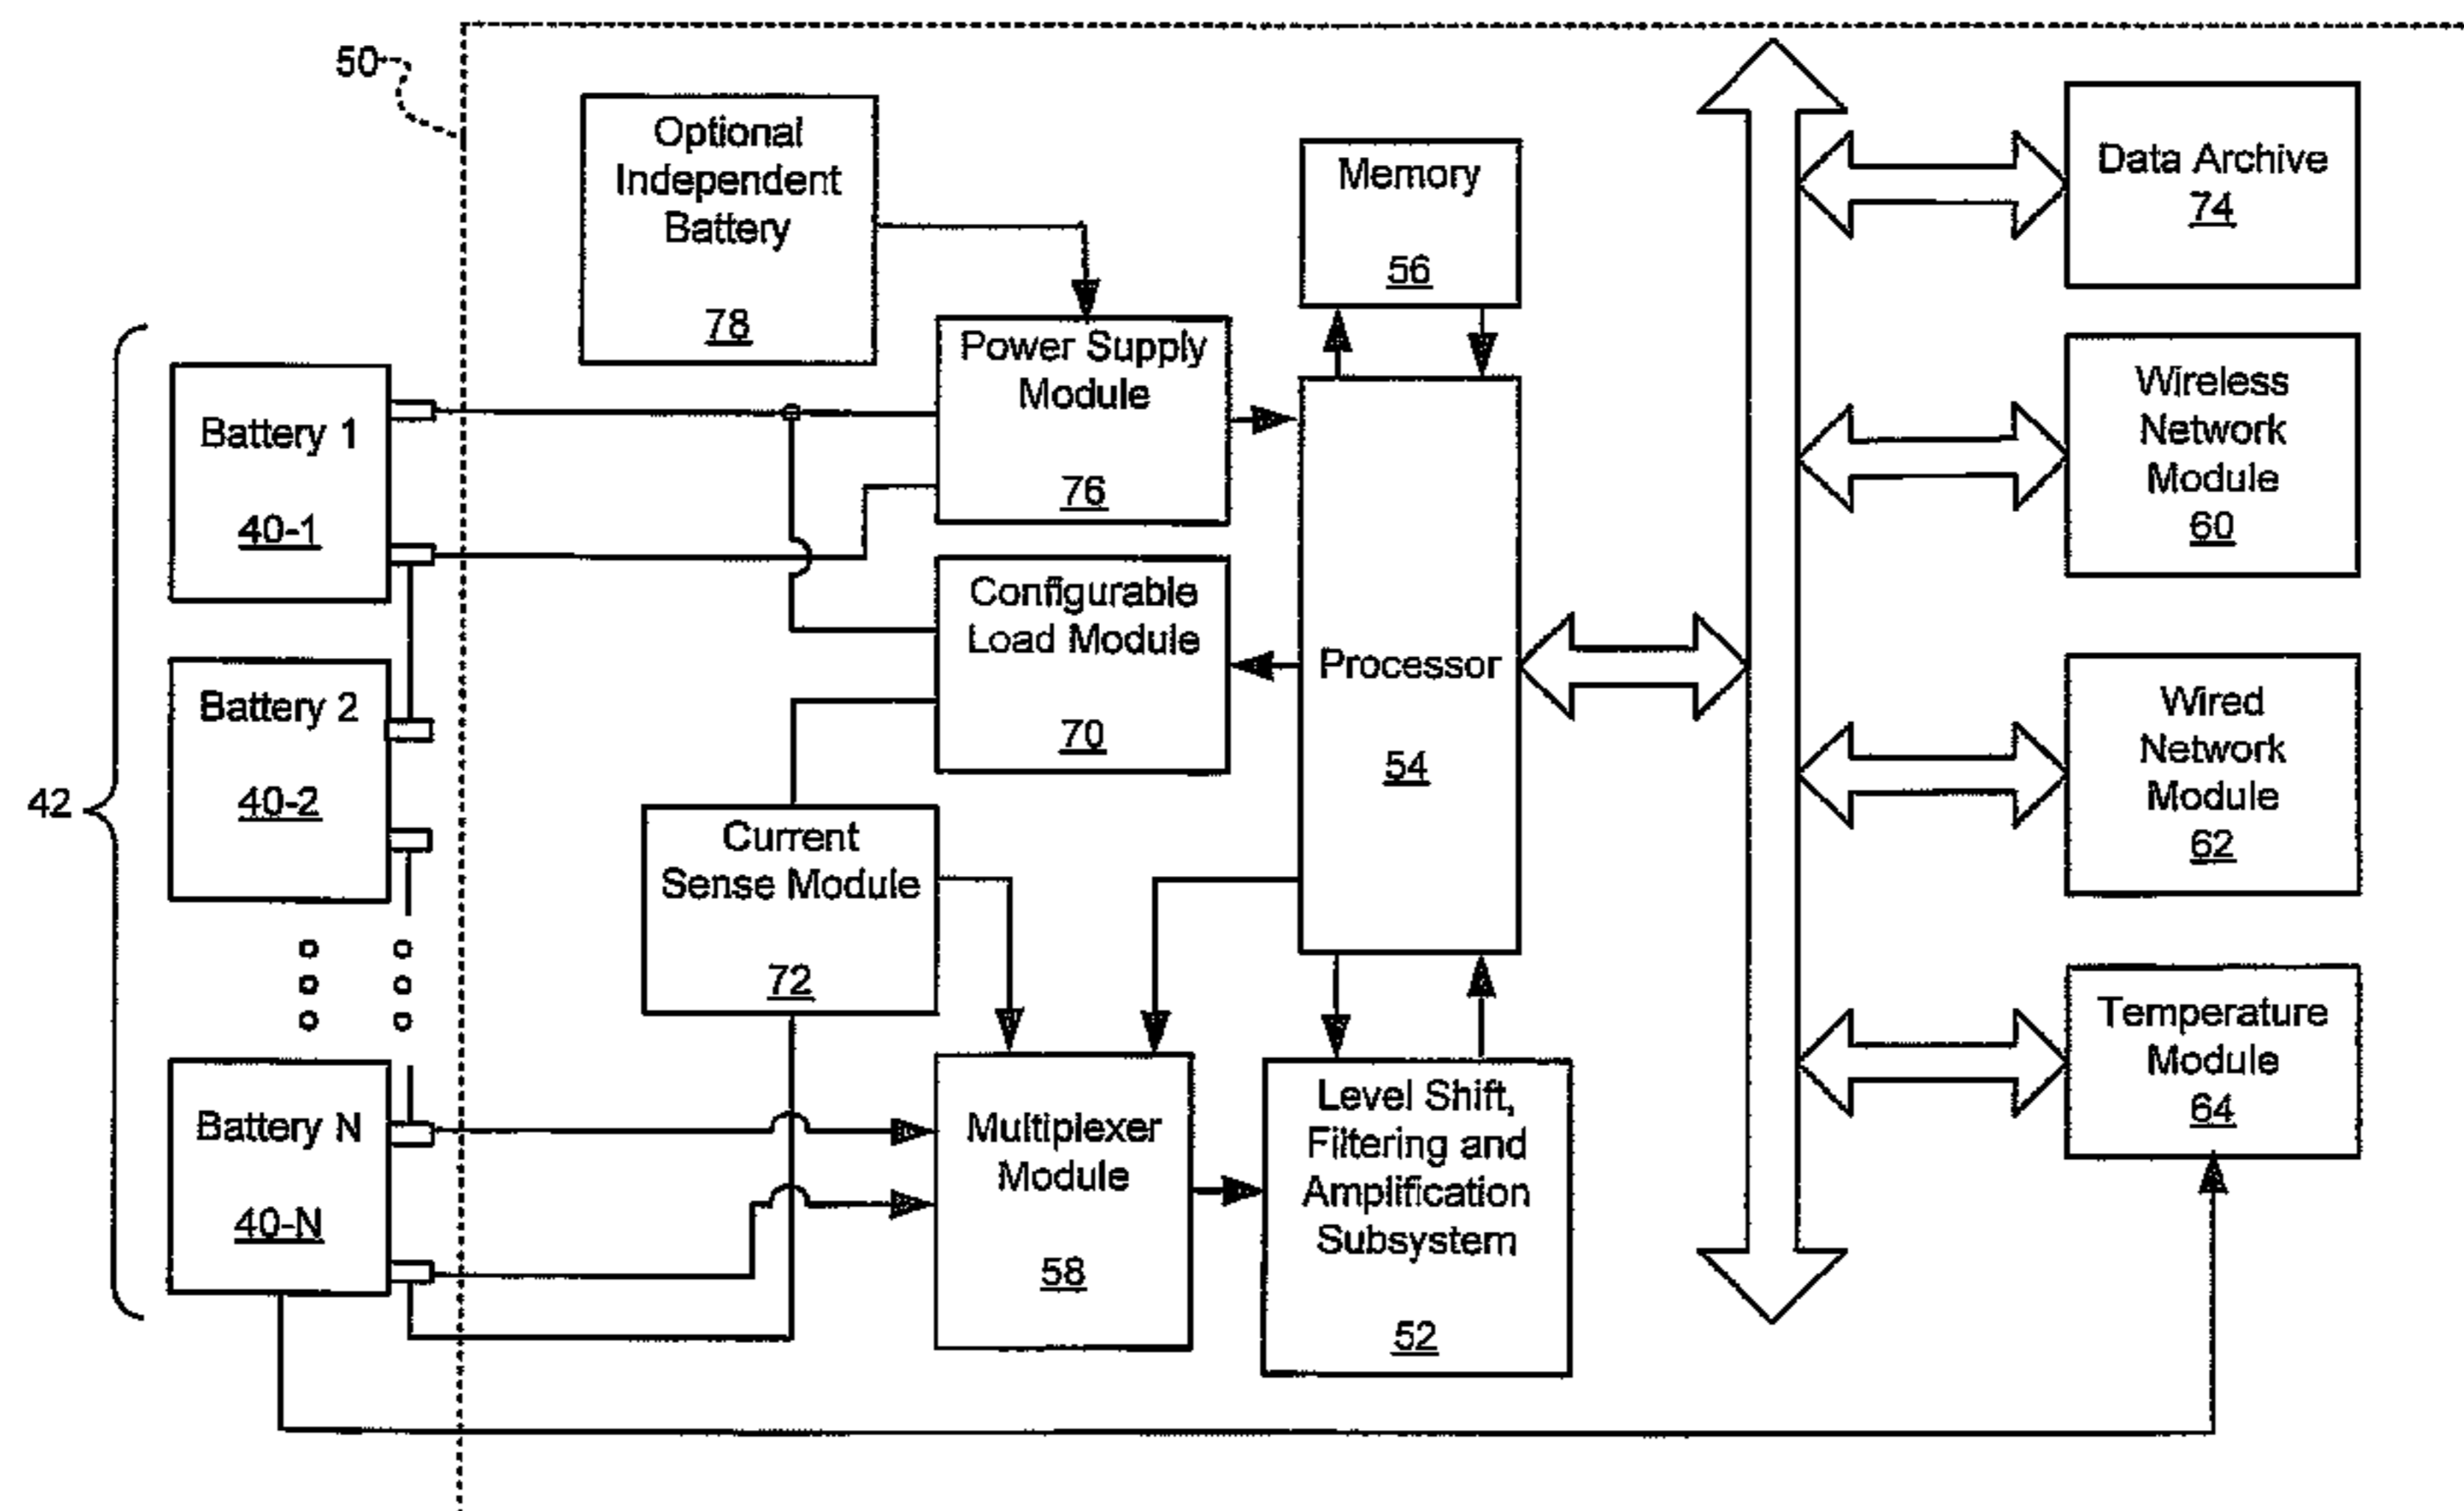 50
Optional
Independent
Battery
78
Memory
56
Data Archive
74
Power Supply
Module
76
Wireless
Network
Module
60
42
Battery 1
40-1
Battery 2
40-2
Battery N
40-N
Configurable
Load Module
70
Processor
54
Wired
Network
Module
62
Current
Sense Module
72
Multiplexer
Module
58
Level Shift,
Filtering and
Amplification
Subsystem
52
Temperature
Module
64